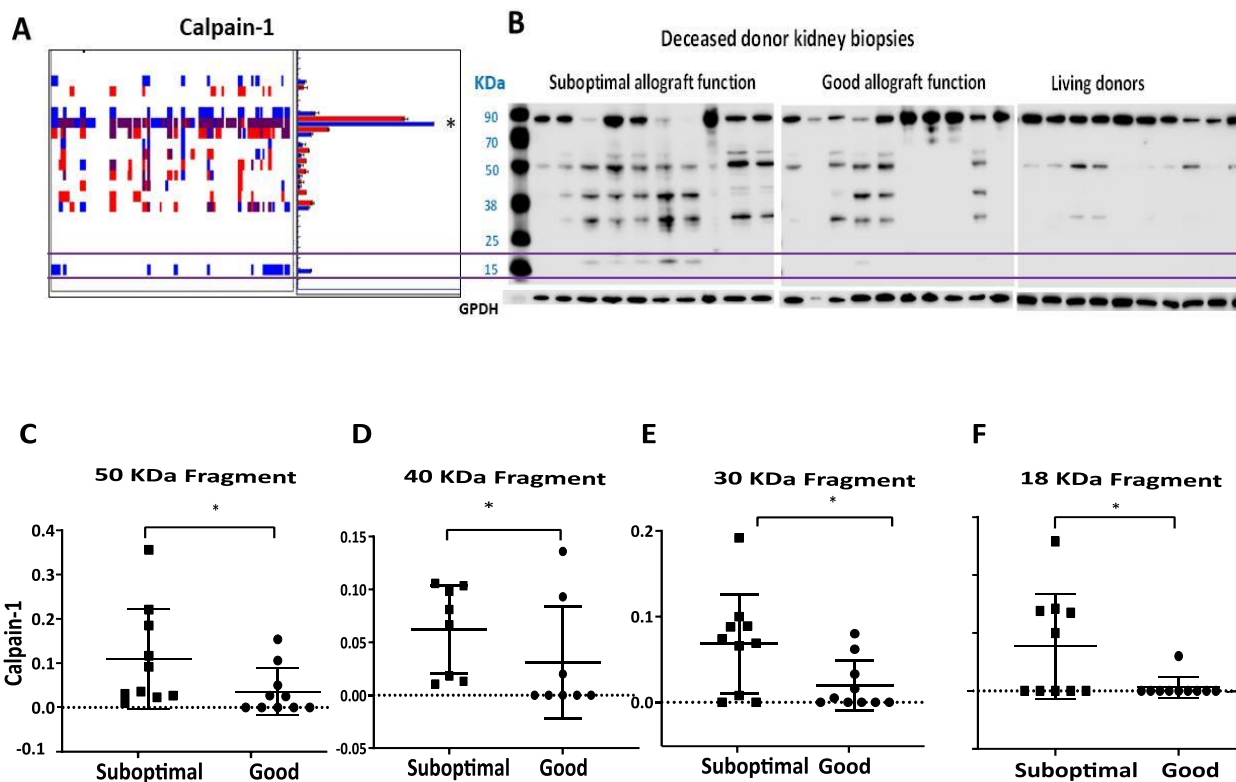 A
Calpain-1
*
B
Deceased donor kidney biopsies
KDa
Suboptimal allograft function
Good allograft function
Living donors
90
70
50
38
25
15
GPDH
C
D
E
F
50 KDa Fragment
40 KDa Fragment
30 KDa Fragment
18 KDa Fragment
*
*
*
*
Calpain-1
0.4
0.3
0.2
0.1
0.0
-0.1
0.15
0.10
0.05
0.00
-0.05
0.2
0.1
0.0
Suboptimal Good
Suboptimal Good
Suboptimal Good
Suboptimal Good